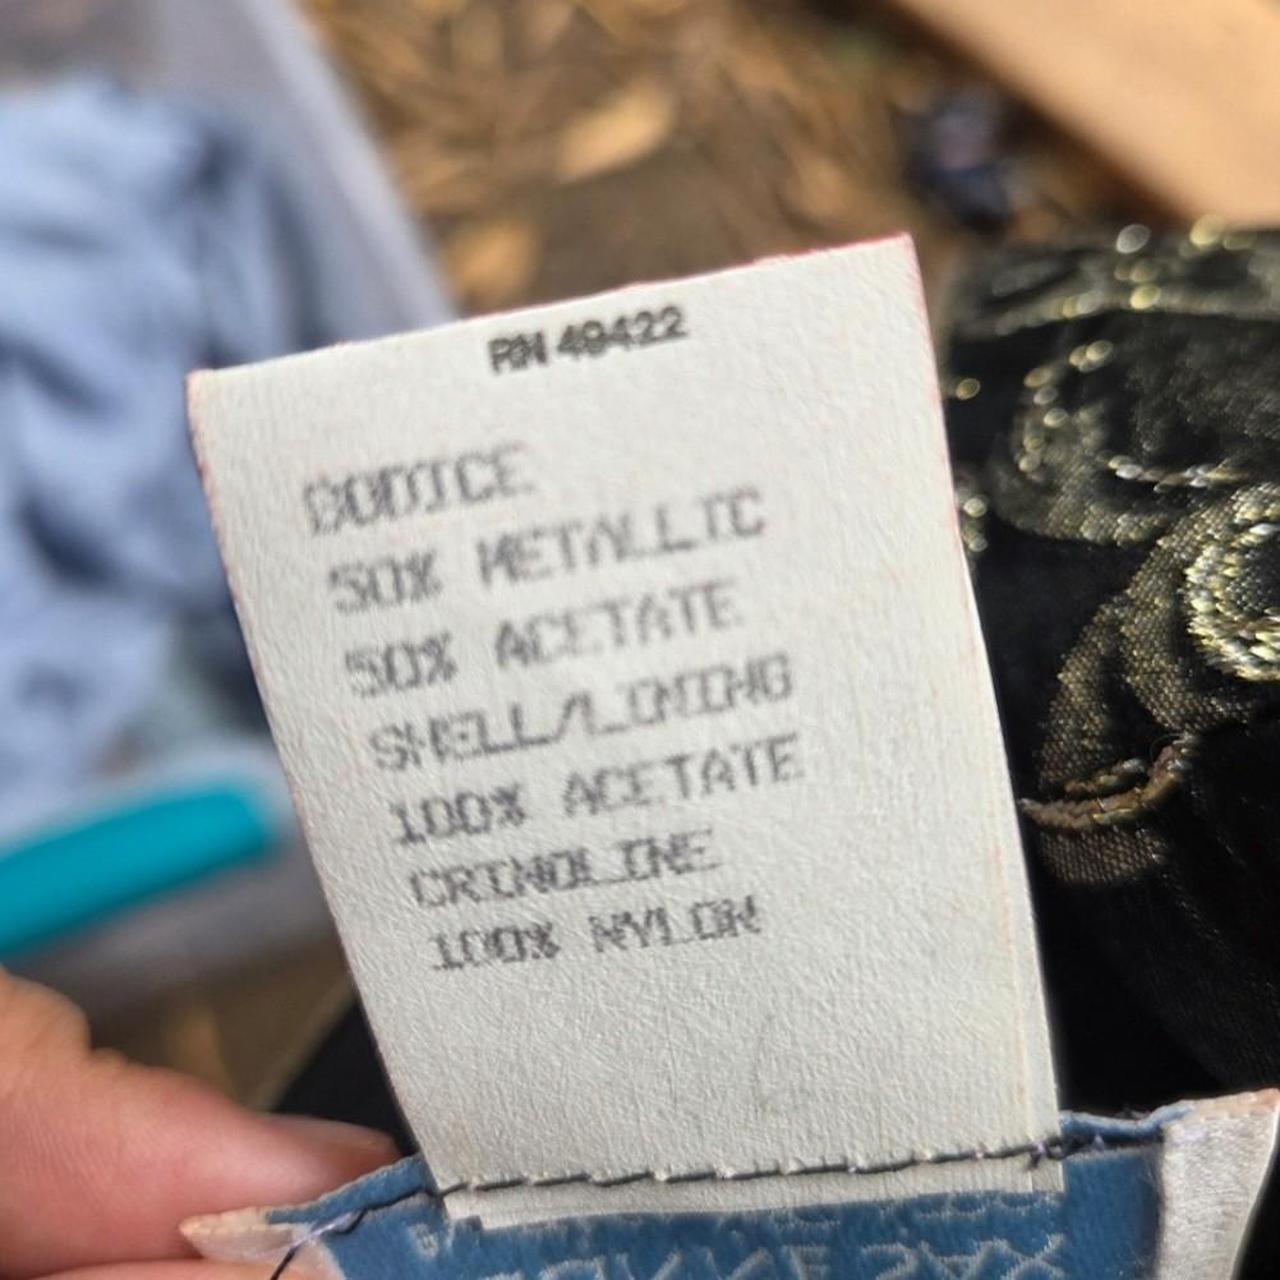 RN 49422
BODICE
50% METALLIC
50% ACETATE
SHELL/LINING
100% ACETATE
CRINOLINE
100% NYLON